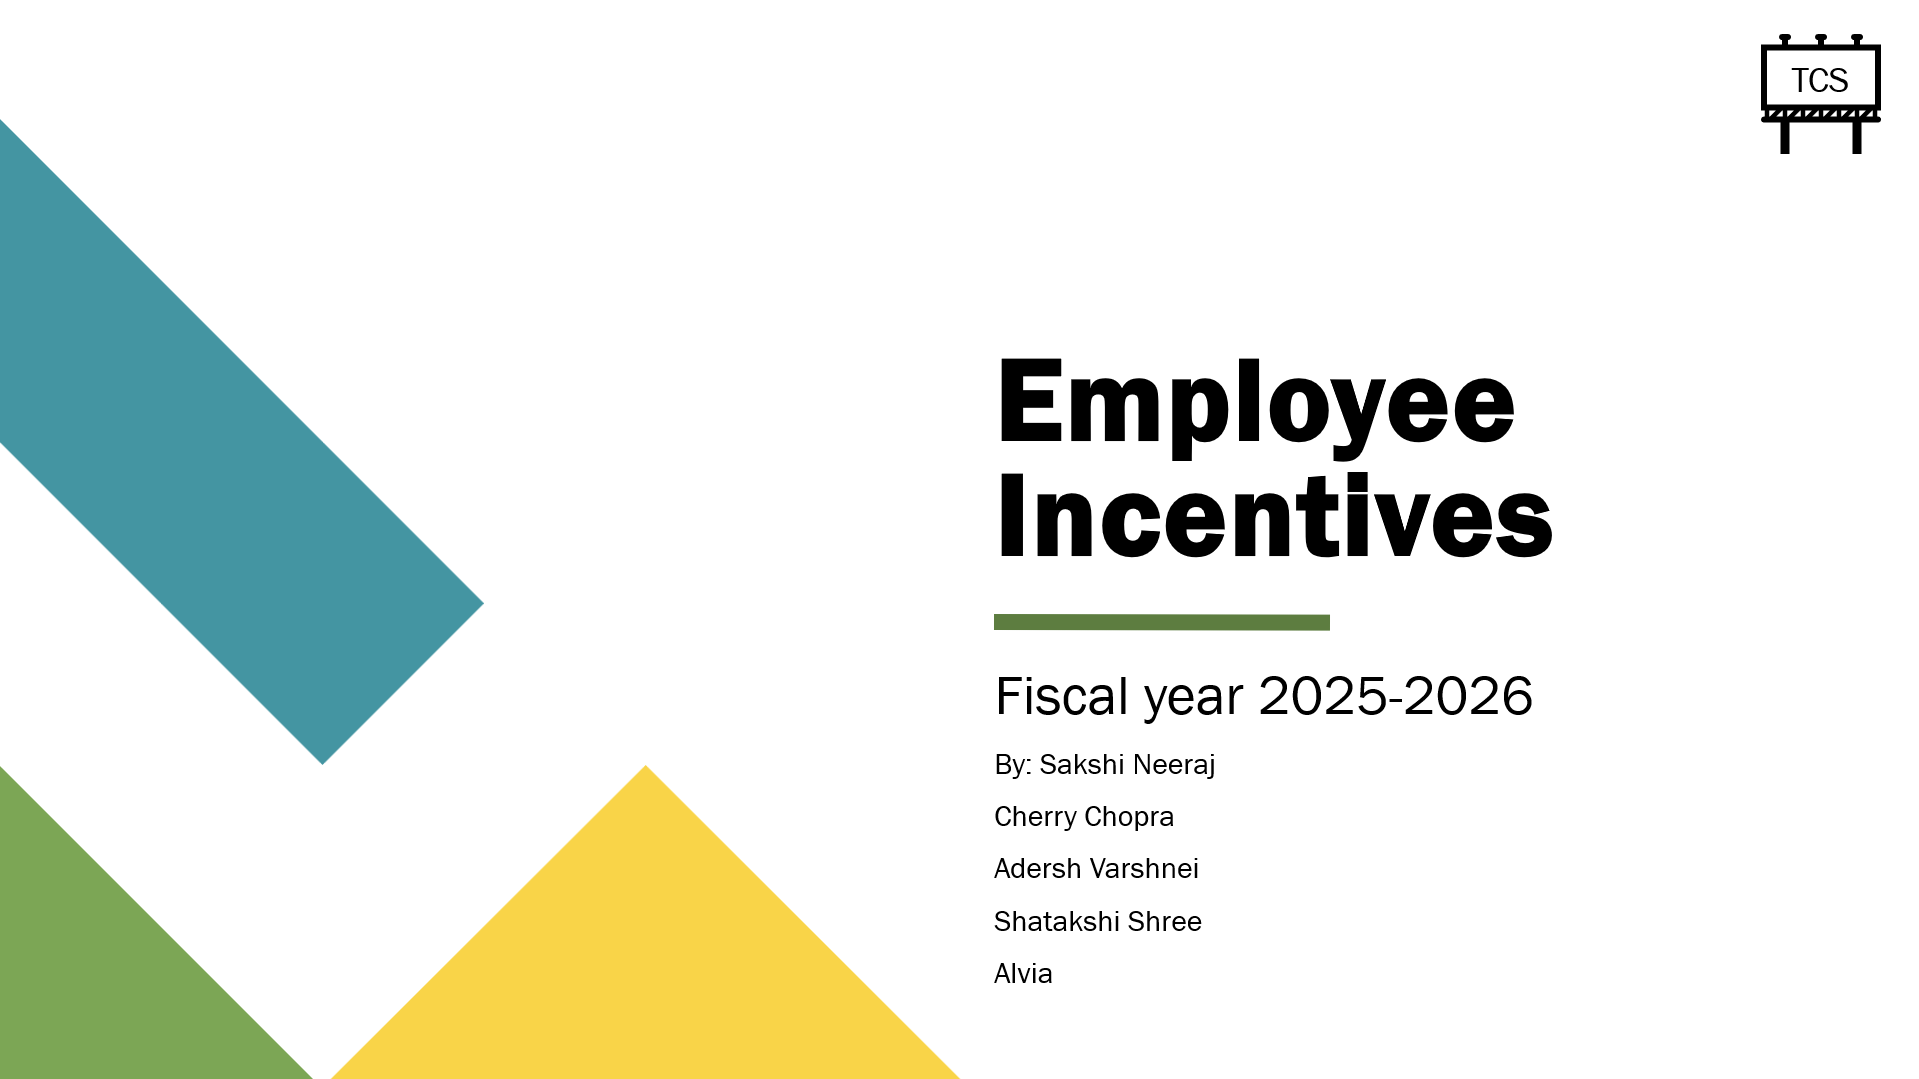 TCS
Employee
Incentives
Fiscal year 2025-2026
By: Sakshi Neeraj
Cherry Chopra
Adersh Varshnei
Shatakshi Shree
Alvia